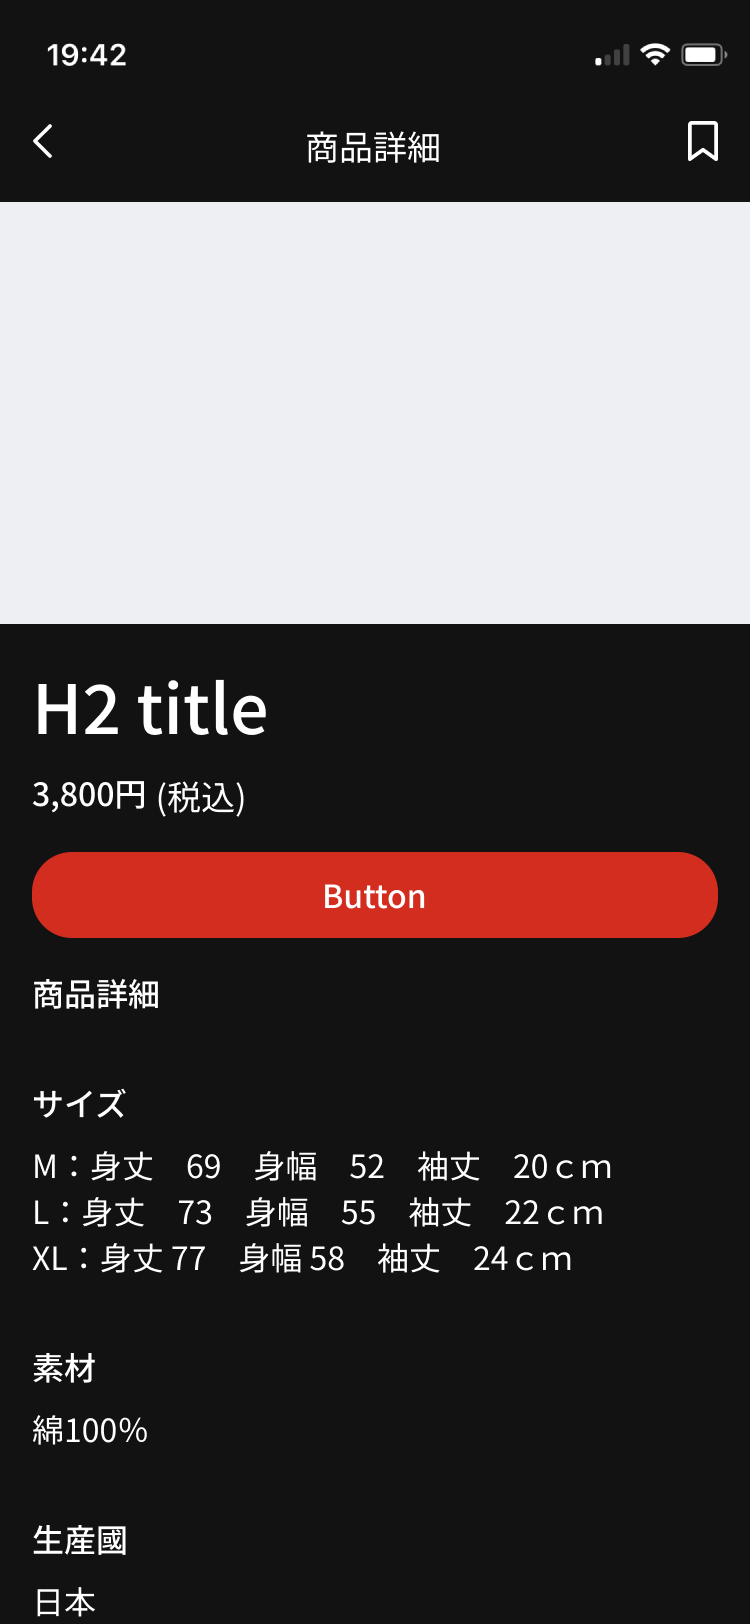 19:42
商品詳細
H2 title
3,800円 (税込)
Button
商品詳細
サイズ
M：身丈　69　身幅　52　袖丈　20ｃｍ
L：身丈　73　身幅　55　袖丈　22ｃｍ
XL：身丈 77　身幅 58　袖丈　24ｃｍ
素材
綿100％
生産國
日本